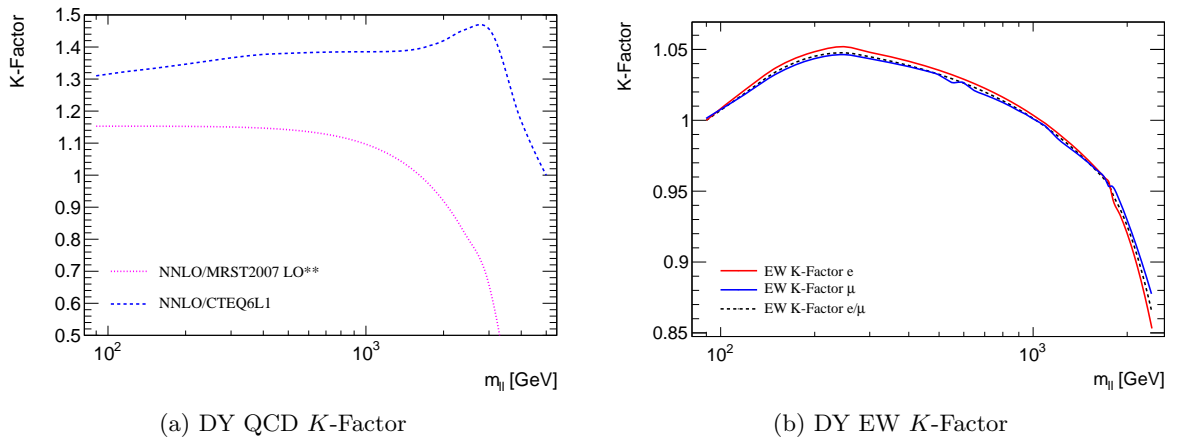 K-Factor
1.5
1.4
1.3
1.2
1.1
1
0.9
0.8
0.7
0.6
0.5
NNLO/MRST2007 LO**
NNLO/CTEQ6L1
10²
10³
m_ll [GeV]
(a) DY QCD K-Factor
K-Factor
1.05
1
0.95
0.9
0.85
EW K-Factor e
EW K-Factor μ
EW K-Factor e/μ
10²
10³
m_ll [GeV]
(b) DY EW K-Factor